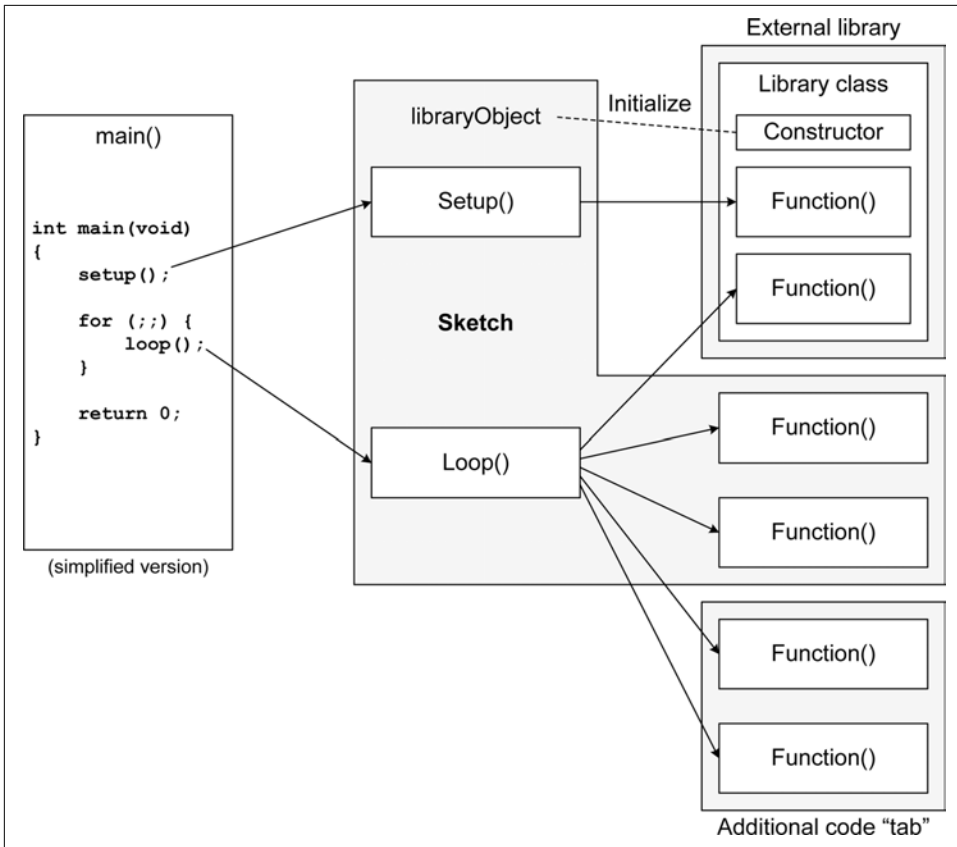 External library
Library class
libraryObject
Initialize
Constructor
main()
Setup()
Function()
int main(void)
{
    setup();
Function()
    for (;;) {
        loop();
    }
Sketch
    return 0;
}
Function()
Loop()
Function()
(simplified version)
Function()
Function()
Additional code “tab”